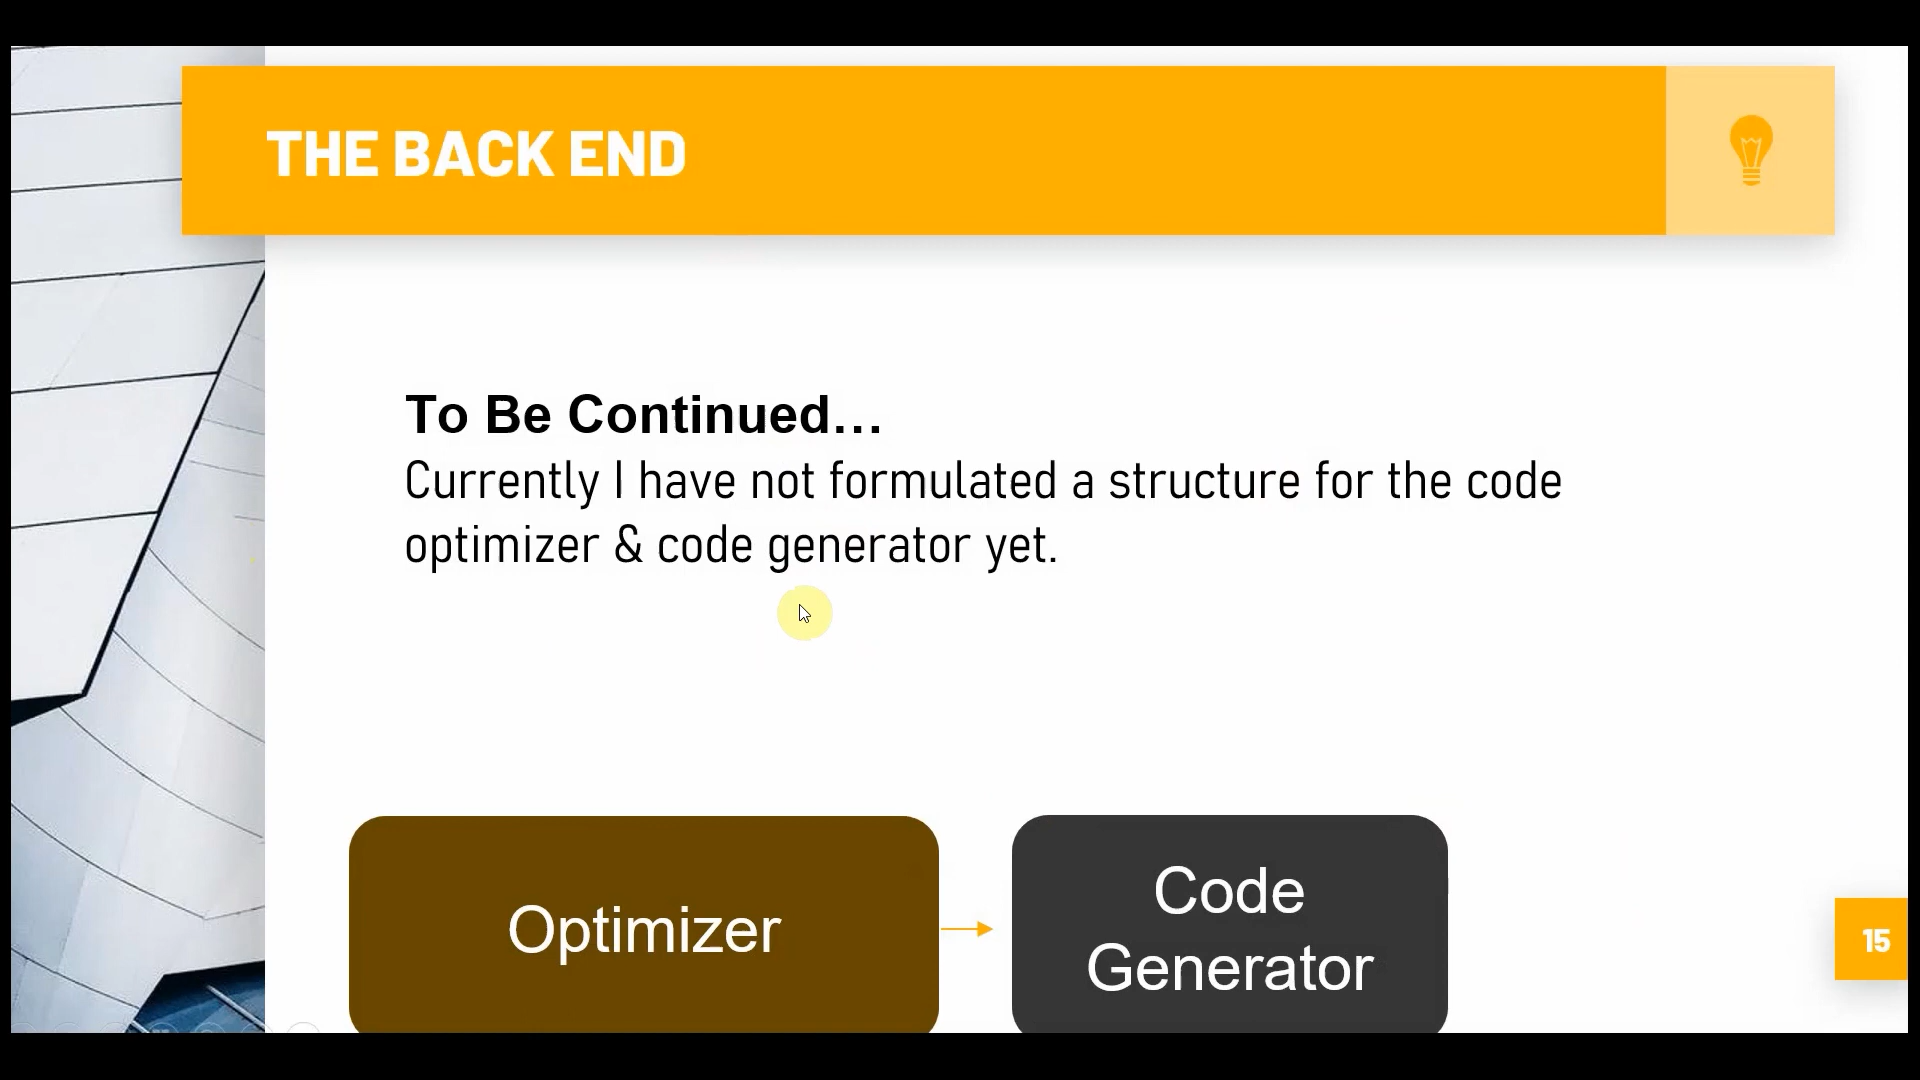 THE BACK END
To Be Continued...
Currently I have not formulated a structure for the code
optimizer & code generator yet.
Optimizer
Code
Generator
15